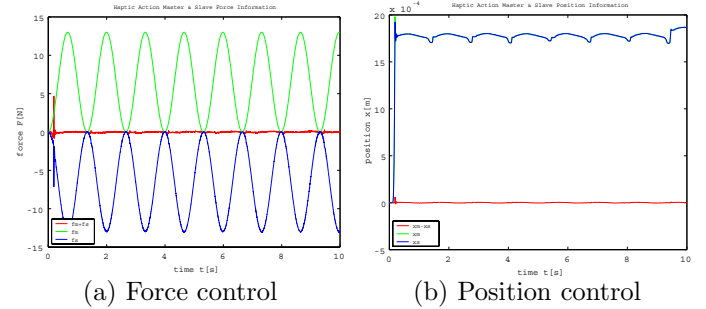 Haptic Action Master & Slave Force Information
15
10
5
0
-5
-10
-15
force F[N]
fm+fs
fm
fs
0 2 4 6 8 10
time t[s]
(a) Force control
Haptic Action Master & Slave Position Information
x 10⁻⁴
20
15
10
5
0
-5
position x[m]
xm-xs
xm
xs
0 2 4 6 8 10
time t[s]
(b) Position control